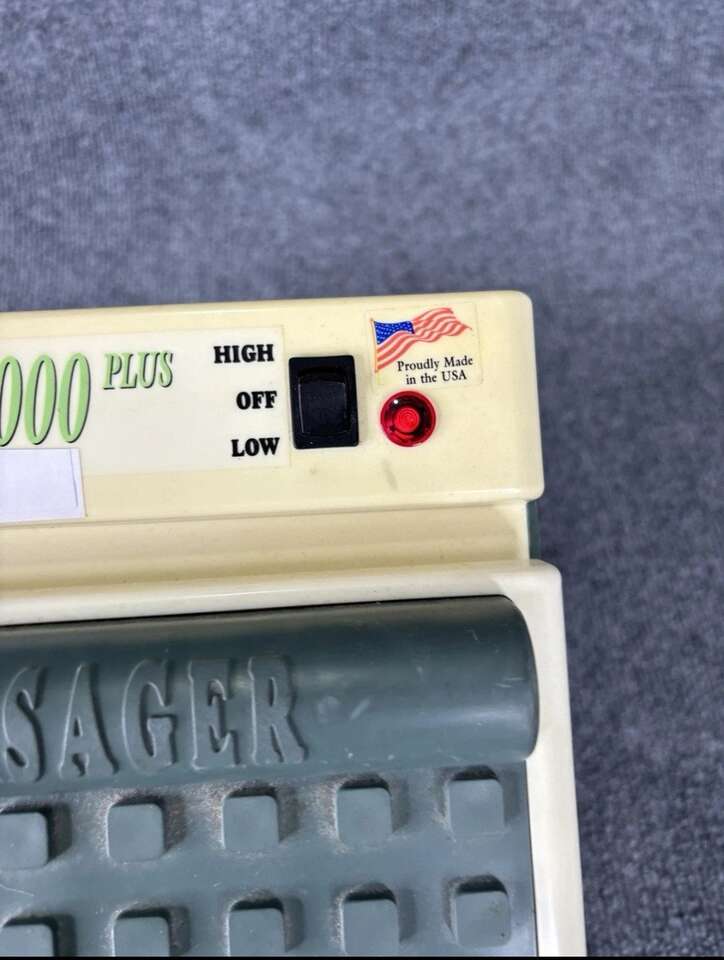 000 PLUS
HIGH
OFF
LOW
Proudly Made
in the USA
SAGER